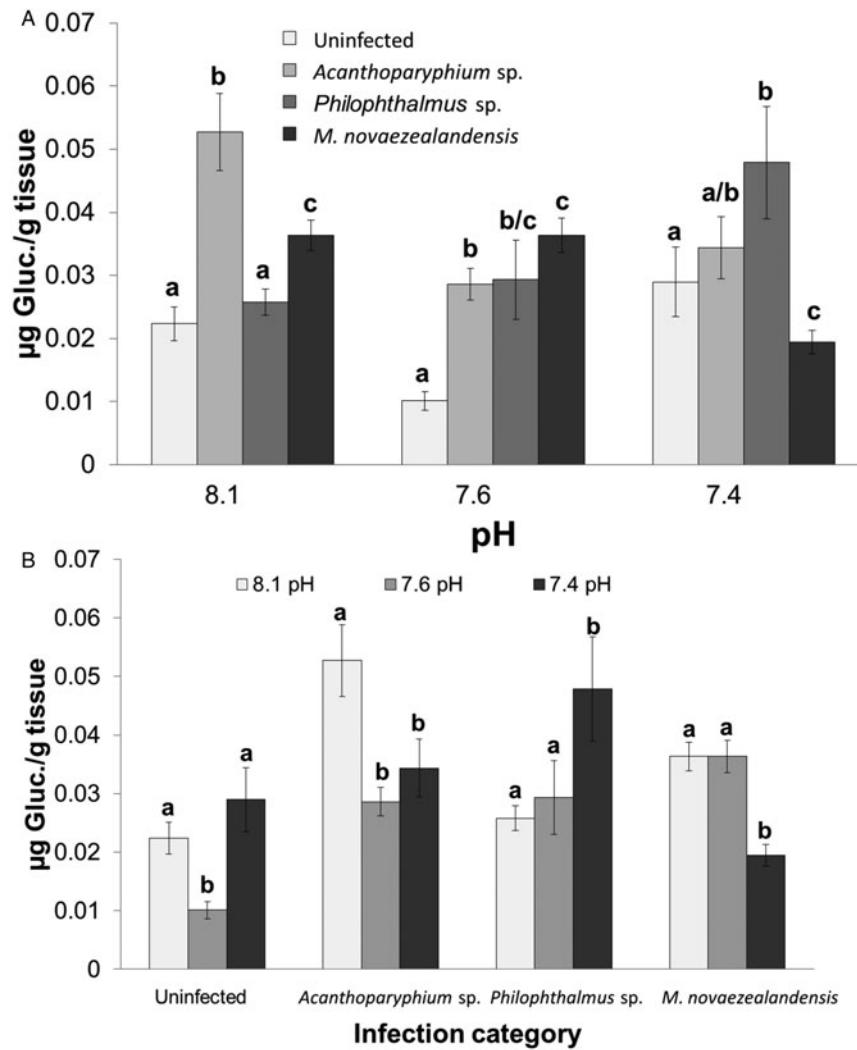 A
µg Gluc./g tissue
0.07
0.06
0.05
0.04
0.03
0.02
0.01
0
Uninfected
Acanthoparyphium sp.
Philophthalmus sp.
M. novaezealandensis
a b a c
a b b/c c
a a/b b c
8.1 7.6 7.4
pH
B
µg Gluc./g tissue
0.07
0.06
0.05
0.04
0.03
0.02
0.01
0
8.1 pH 7.6 pH 7.4 pH
a b a
a b b
a a b
a a b
Uninfected Acanthoparyphium sp. Philophthalmus sp. M. novaezealandensis
Infection category